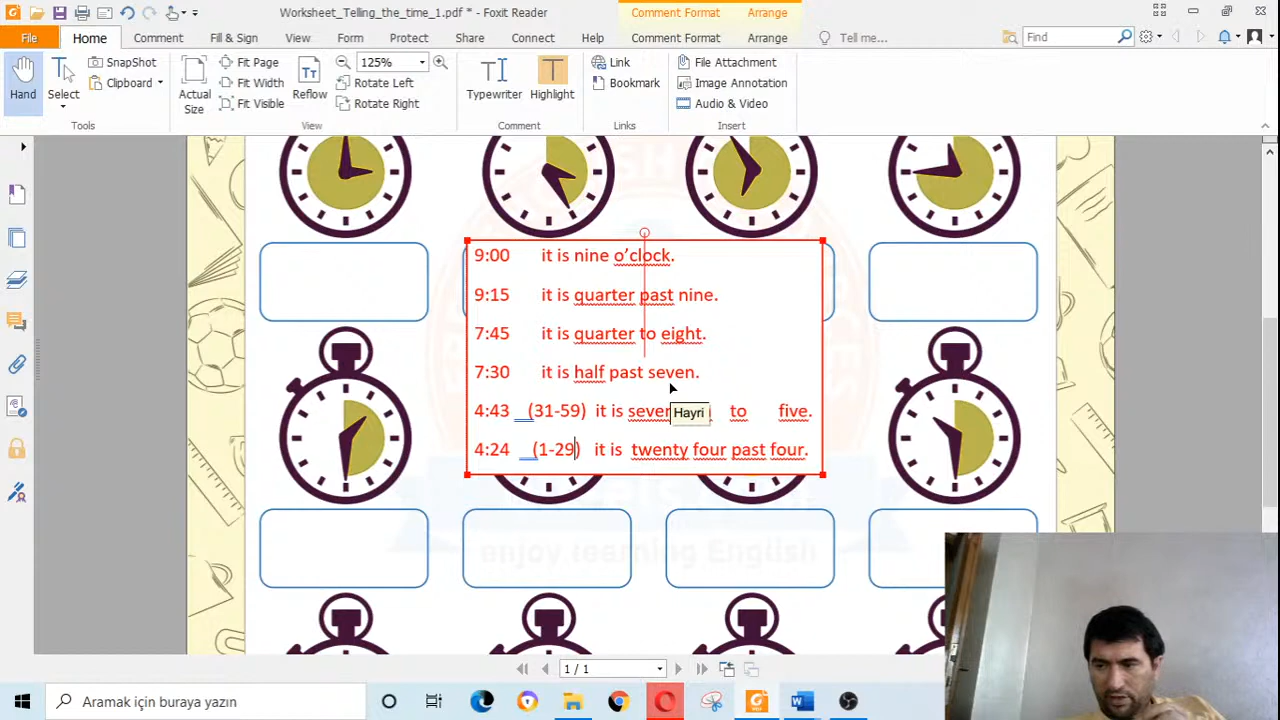 Worksheet_Telling_the_time_1.pdf * - Foxit Reader
Comment Format
Arrange
File
Home
Comment
Fill & Sign
View
Form
Protect
Share
Connect
Help
Comment Format
Arrange
Tell me...
Find
Hand
Select
SnapShot
Clipboard
Actual Size
Fit Page
Fit Width
Fit Visible
Reflow
125%
Rotate Left
Rotate Right
Typewriter
Highlight
Link
Bookmark
File Attachment
Image Annotation
Audio & Video
Tools
View
Comment
Links
Insert
9:00 it is nine o’clock.
9:15 it is quarter past nine.
7:45 it is quarter to eight.
7:30 it is half past seven.
4:43 (31-59) it is to five.
Hayri
4:24 (1-29) it is twenty four past four.
enjoy learning English
1 / 1
Aramak için buraya yazın